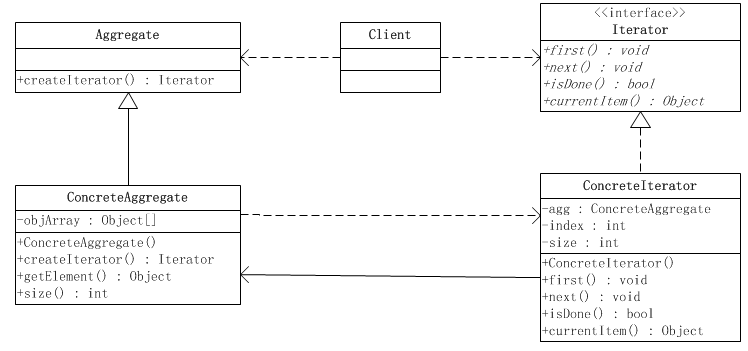 Aggregate
+createIterator() : Iterator
Client
<<interface>>
Iterator
+first() : void
+next() : void
+isDone() : bool
+currentItem() : Object
ConcreteAggregate
-objArray : Object[]
+ConcreteAggregate()
+createIterator() : Iterator
+getElement() : Object
+size() : int
ConcreteIterator
-agg : ConcreteAggregate
-index : int
-size : int
+ConcreteIterator()
+first() : void
+next() : void
+isDone() : bool
+currentItem() : Object